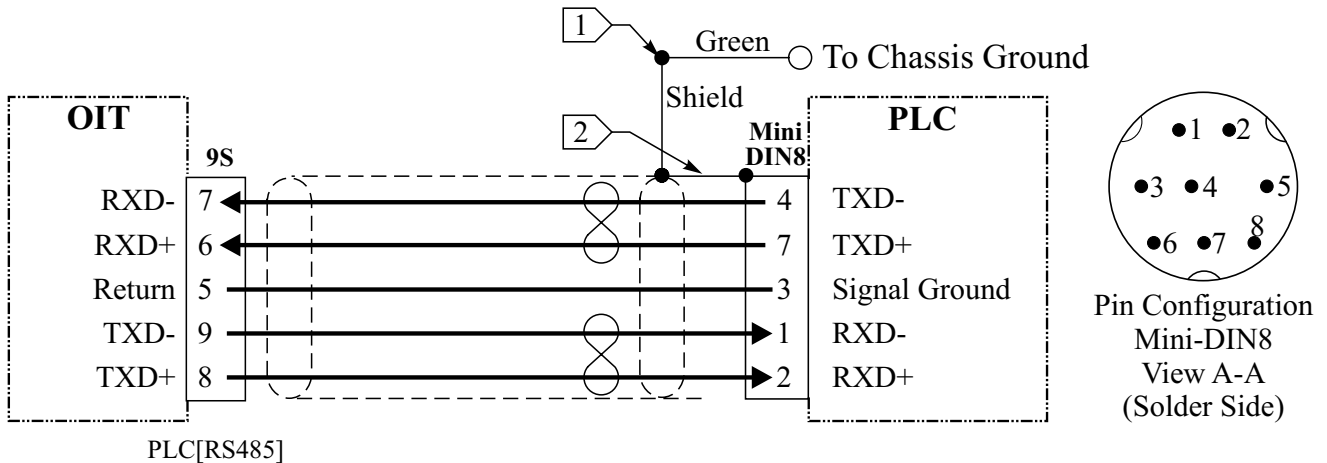 1
Green
To Chassis Ground
Shield
2
OIT
9S
Mini
DIN8
PLC
RXD- 7 4 TXD-
RXD+ 6 7 TXD+
Return 5 3 Signal Ground
TXD- 9 1 RXD-
TXD+ 8 2 RXD+
PLC[RS485]
1 2
3 4 5
6 7 8
Pin Configuration
Mini-DIN8
View A-A
(Solder Side)